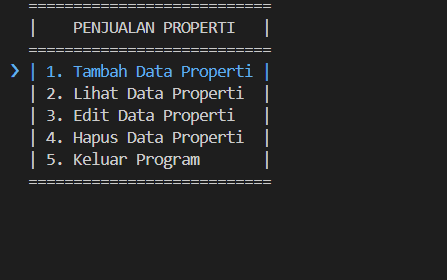 ===========================
|    PENJUALAN PROPERTI   |
===========================
❯ | 1. Tambah Data Properti |
| 2. Lihat Data Properti  |
| 3. Edit Data Properti   |
| 4. Hapus Data Properti  |
| 5. Keluar Program       |
===========================